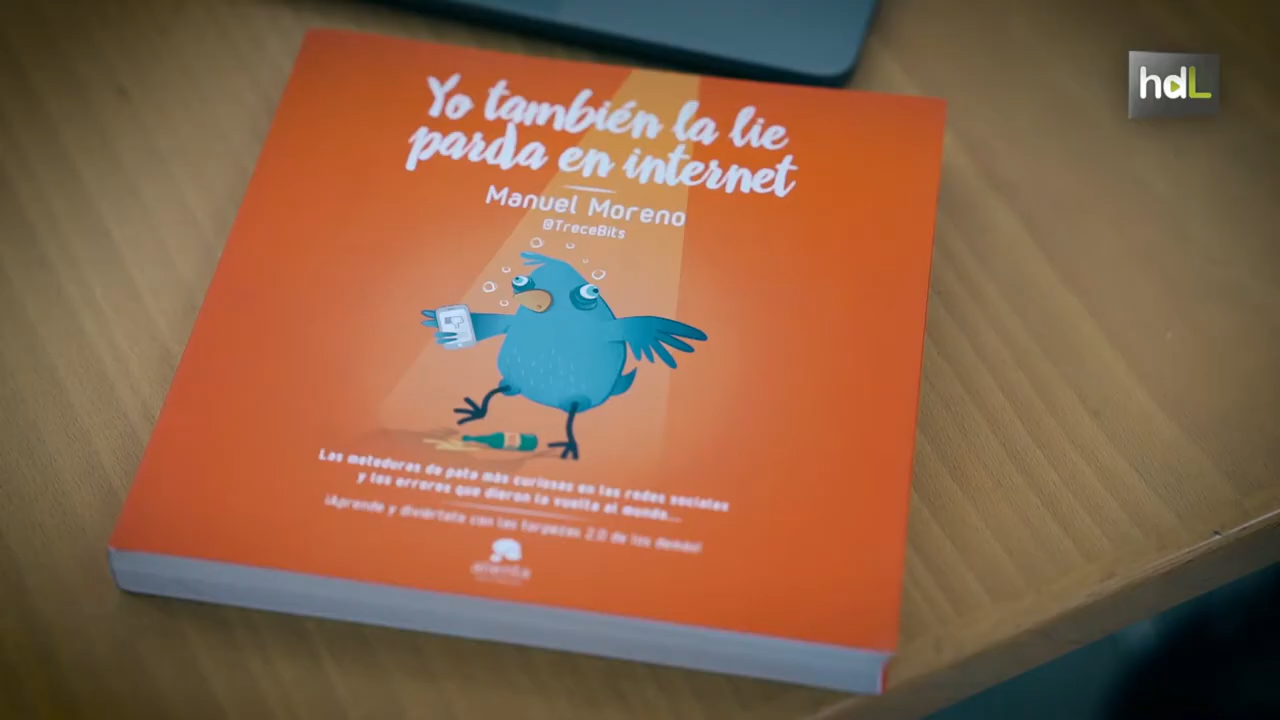 hdL
Yo también la lie
parda en internet
Manuel Moreno
@TreceBits
Las meteduras de pata más curiosas en las redes sociales
y los errores que dieron la vuelta al mundo...
¡Aprende y diviértete con las torpezas 2.0 de los demás!
alienta